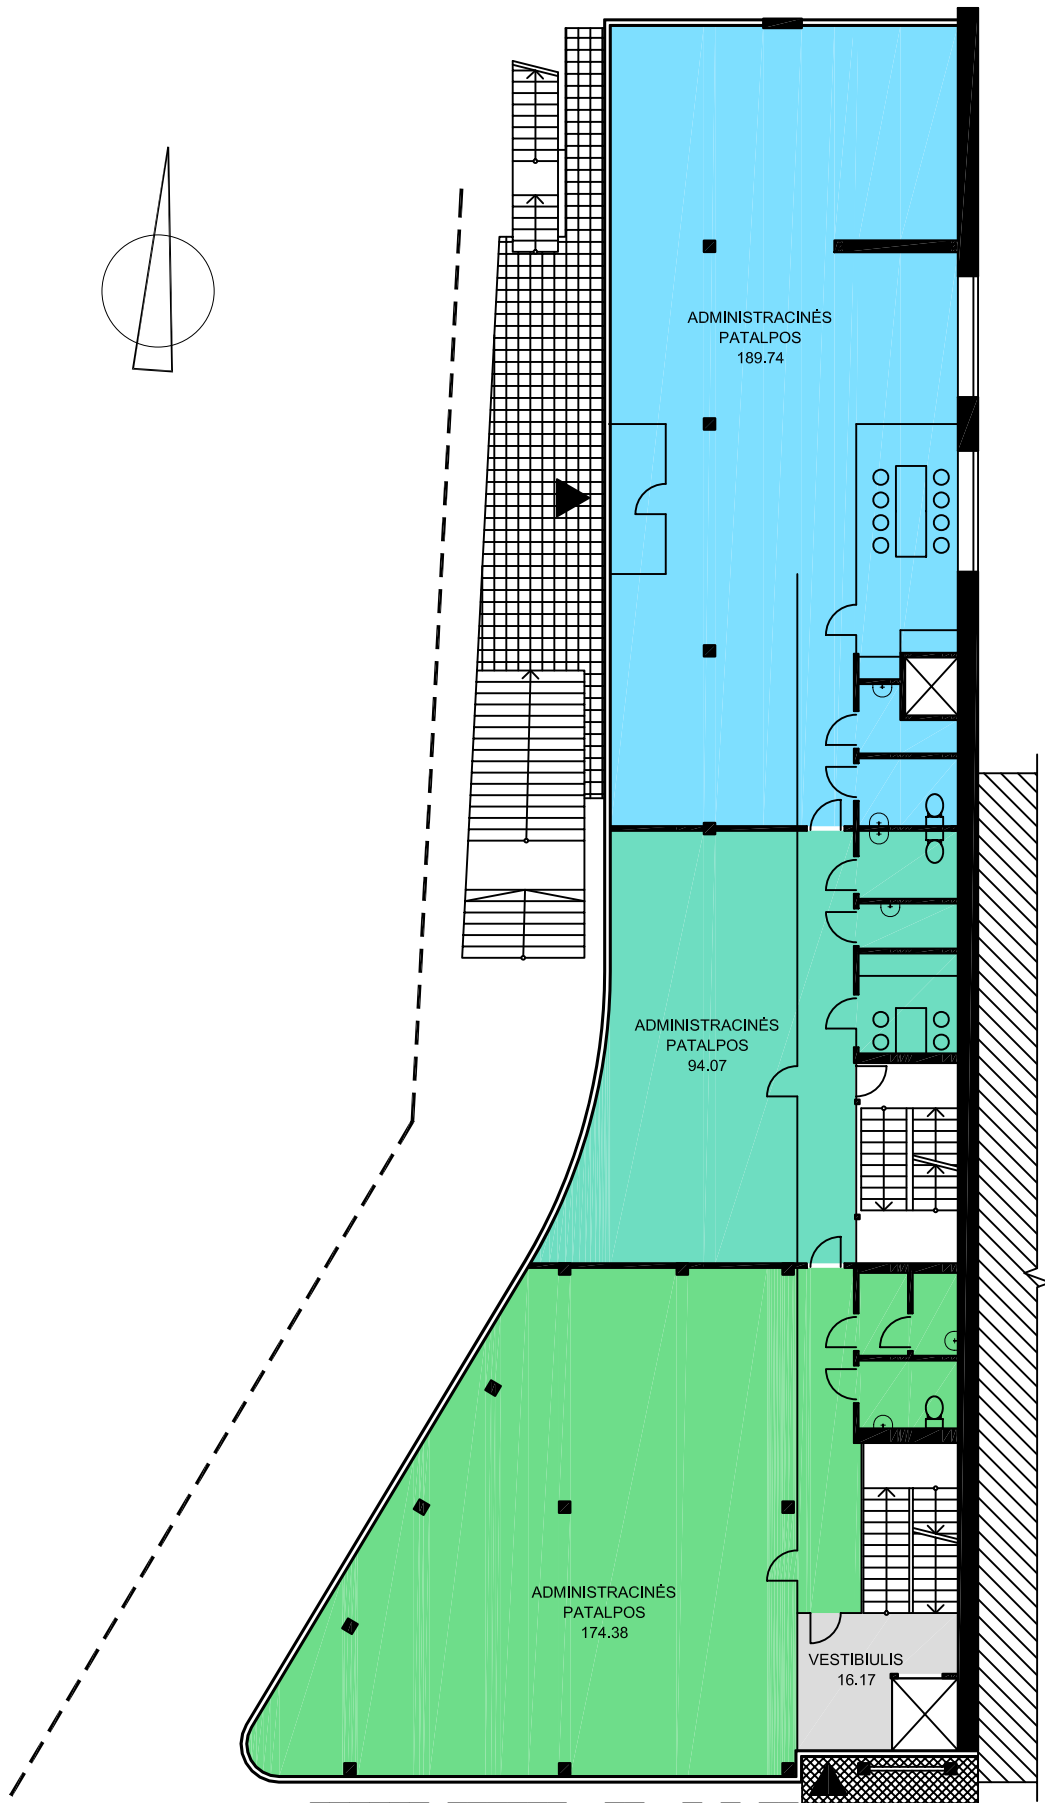 ADMINISTRACINĖS
PATALPOS
189.74
ADMINISTRACINĖS
PATALPOS
94.07
ADMINISTRACINĖS
PATALPOS
174.38
VESTIBIULIS
16.17